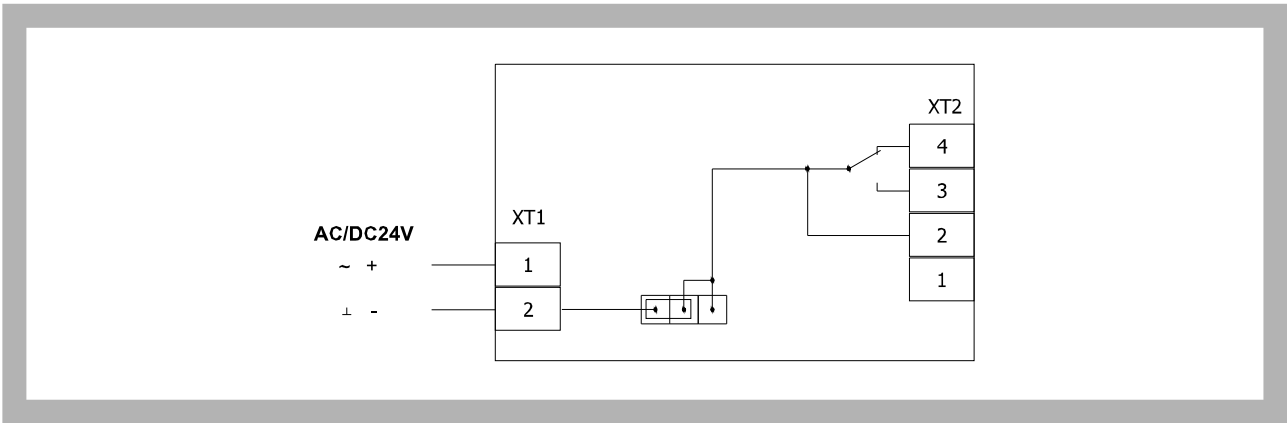 XT2
4
3
XT1
2
AC/DC24V
~ + 1
1
⊥ - 2